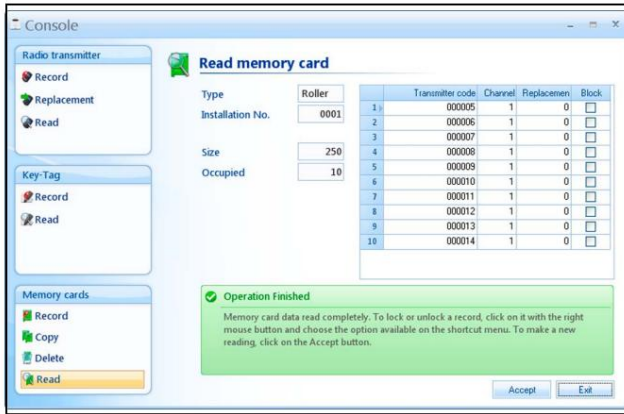 Console
Radio transmitter
Record
Replacement
Read
Key-Tag
Record
Read
Memory cards
Record
Copy
Delete
Read
Read memory card
Type Roller
Installation No. 0001
Size 250
Occupied 10
Transmitter code Channel Replacemen Block
1 000005 1 0
2 000006 1 0
3 000007 1 0
4 000008 1 0
5 000009 1 0
6 000010 1 0
7 000011 1 0
8 000012 1 0
9 000013 1 0
10 000014 1 0
Operation Finished
Memory card data read completely. To lock or unlock a record, click on it with the right
mouse button and choose the option available on the shortcut menu. To make a new
reading, click on the Accept button.
Accept Exit